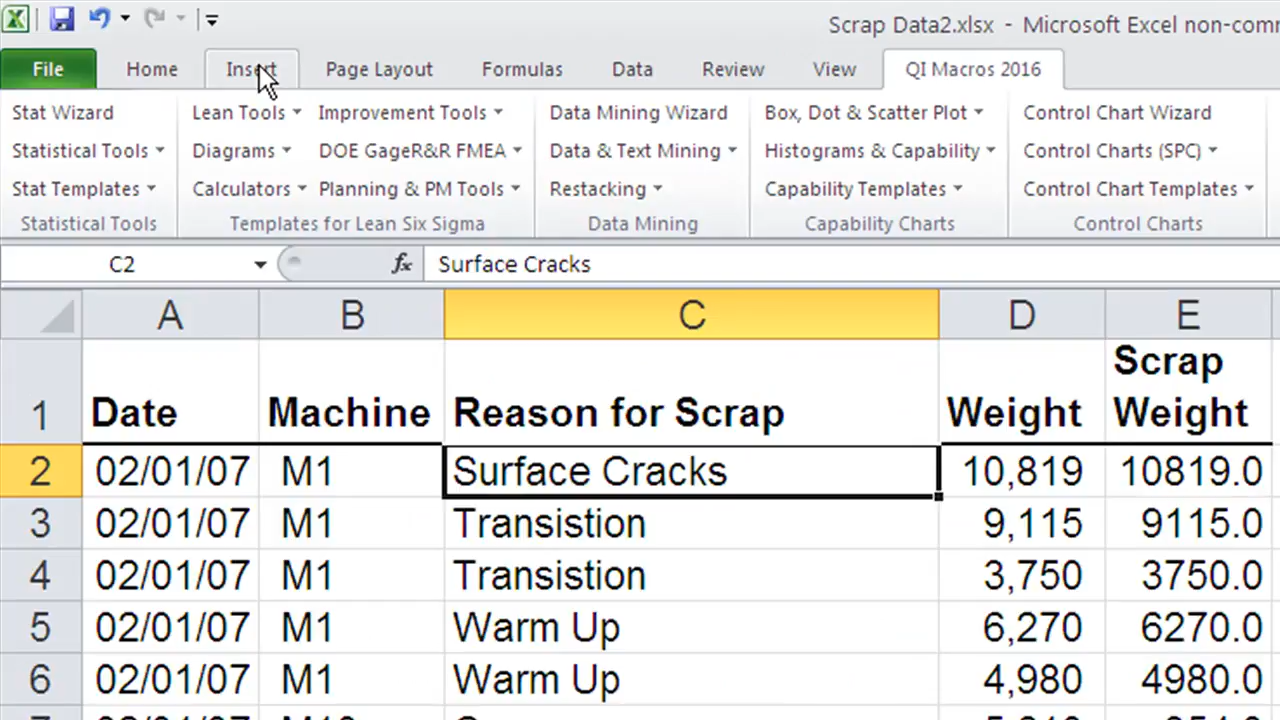 Scrap Data2.xlsx - Microsoft Excel non-comm
File Home Insert Page Layout Formulas Data Review View QI Macros 2016
Stat Wizard Lean Tools Improvement Tools Data Mining Wizard Box, Dot & Scatter Plot Control Chart Wizard
Statistical Tools Diagrams DOE GageR&R FMEA Data & Text Mining Histograms & Capability Control Charts (SPC)
Stat Templates Calculators Planning & PM Tools Restacking Capability Templates Control Chart Templates
Statistical Tools Templates for Lean Six Sigma Data Mining Capability Charts Control Charts
C2 fx Surface Cracks
A B C D E
1 Date Machine Reason for Scrap Weight Scrap Weight
2 02/01/07 M1 Surface Cracks 10,819 10819.0
3 02/01/07 M1 Transistion 9,115 9115.0
4 02/01/07 M1 Transistion 3,750 3750.0
5 02/01/07 M1 Warm Up 6,270 6270.0
6 02/01/07 M1 Warm Up 4,980 4980.0